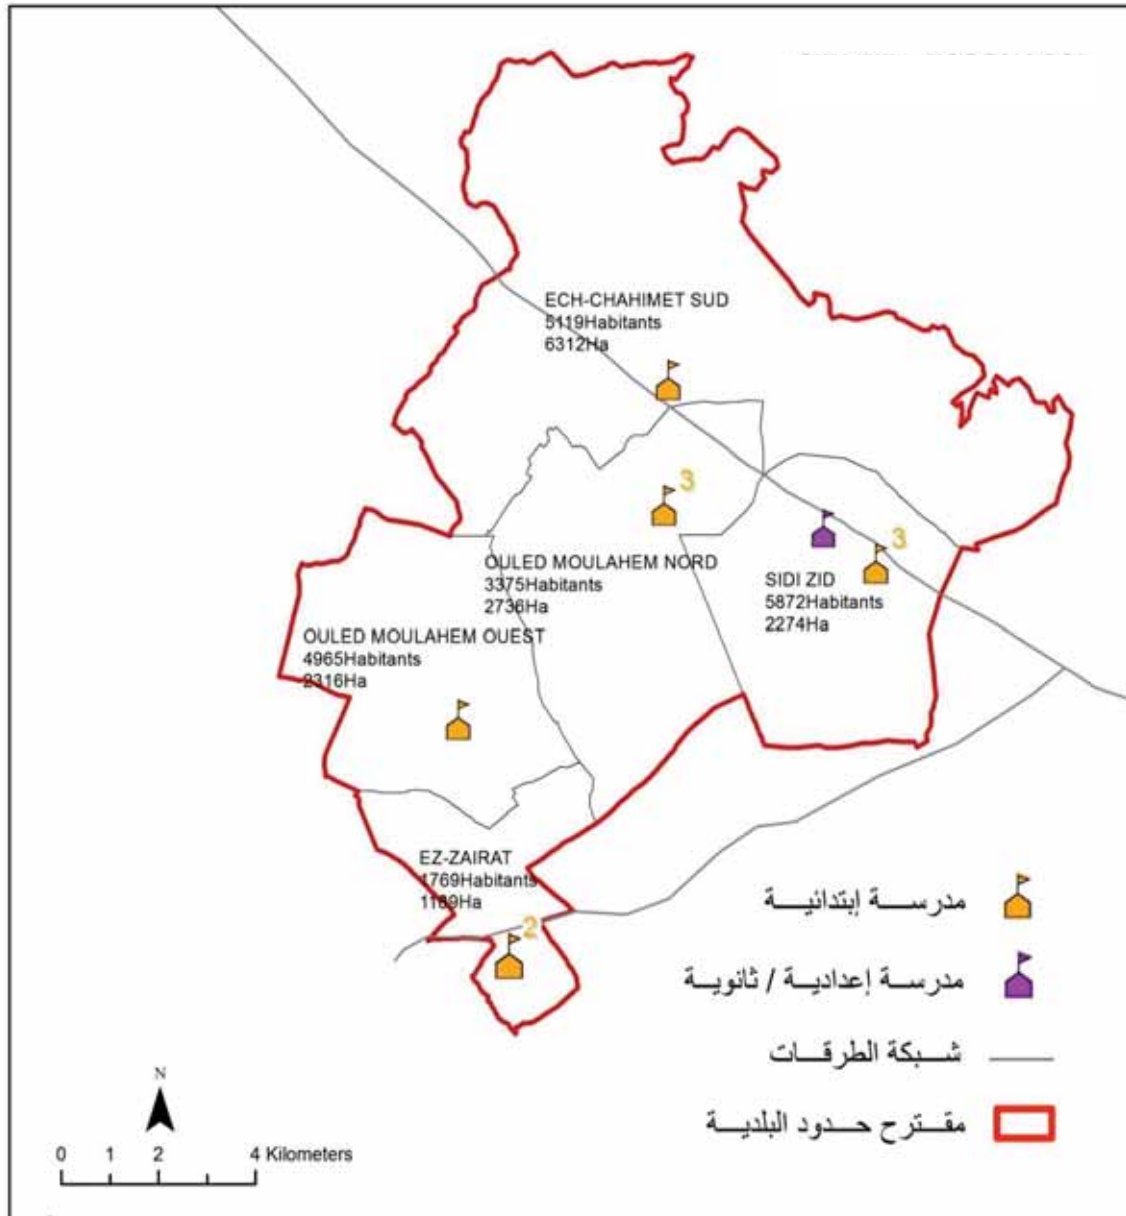 ECH-CHAHIMET SUD
5119Habitants
6312Ha
3
OULED MOULAHEM NORD
3375Habitants
2736Ha
3
SIDI ZID
5872Habitants
2274Ha
OULED MOULAHEM OUEST
4965Habitants
2316Ha
EZ-ZAIRAT
1769Habitants
1189Ha
2
مدرسة إبتدائية
مدرسة إعدادية / ثانوية
شبكة الطرقات
مقترح حدود البلدية
N
0 1 2 4 Kilometers